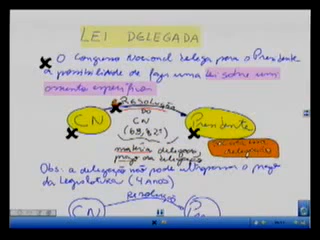 LEI DELEGADA
O Congresso Nacional delega para o Presidente
a possibilidade de fazer uma lei sobre um
assunto específico
Resolução
do
CN
CN
(68, §2º)
Presidente
matéria delegada
prazo da delegação
delegada
Obs: a delegação não pode ultrapassar o prazo
da Legislatura (4 ANOS)
Resolução
CN